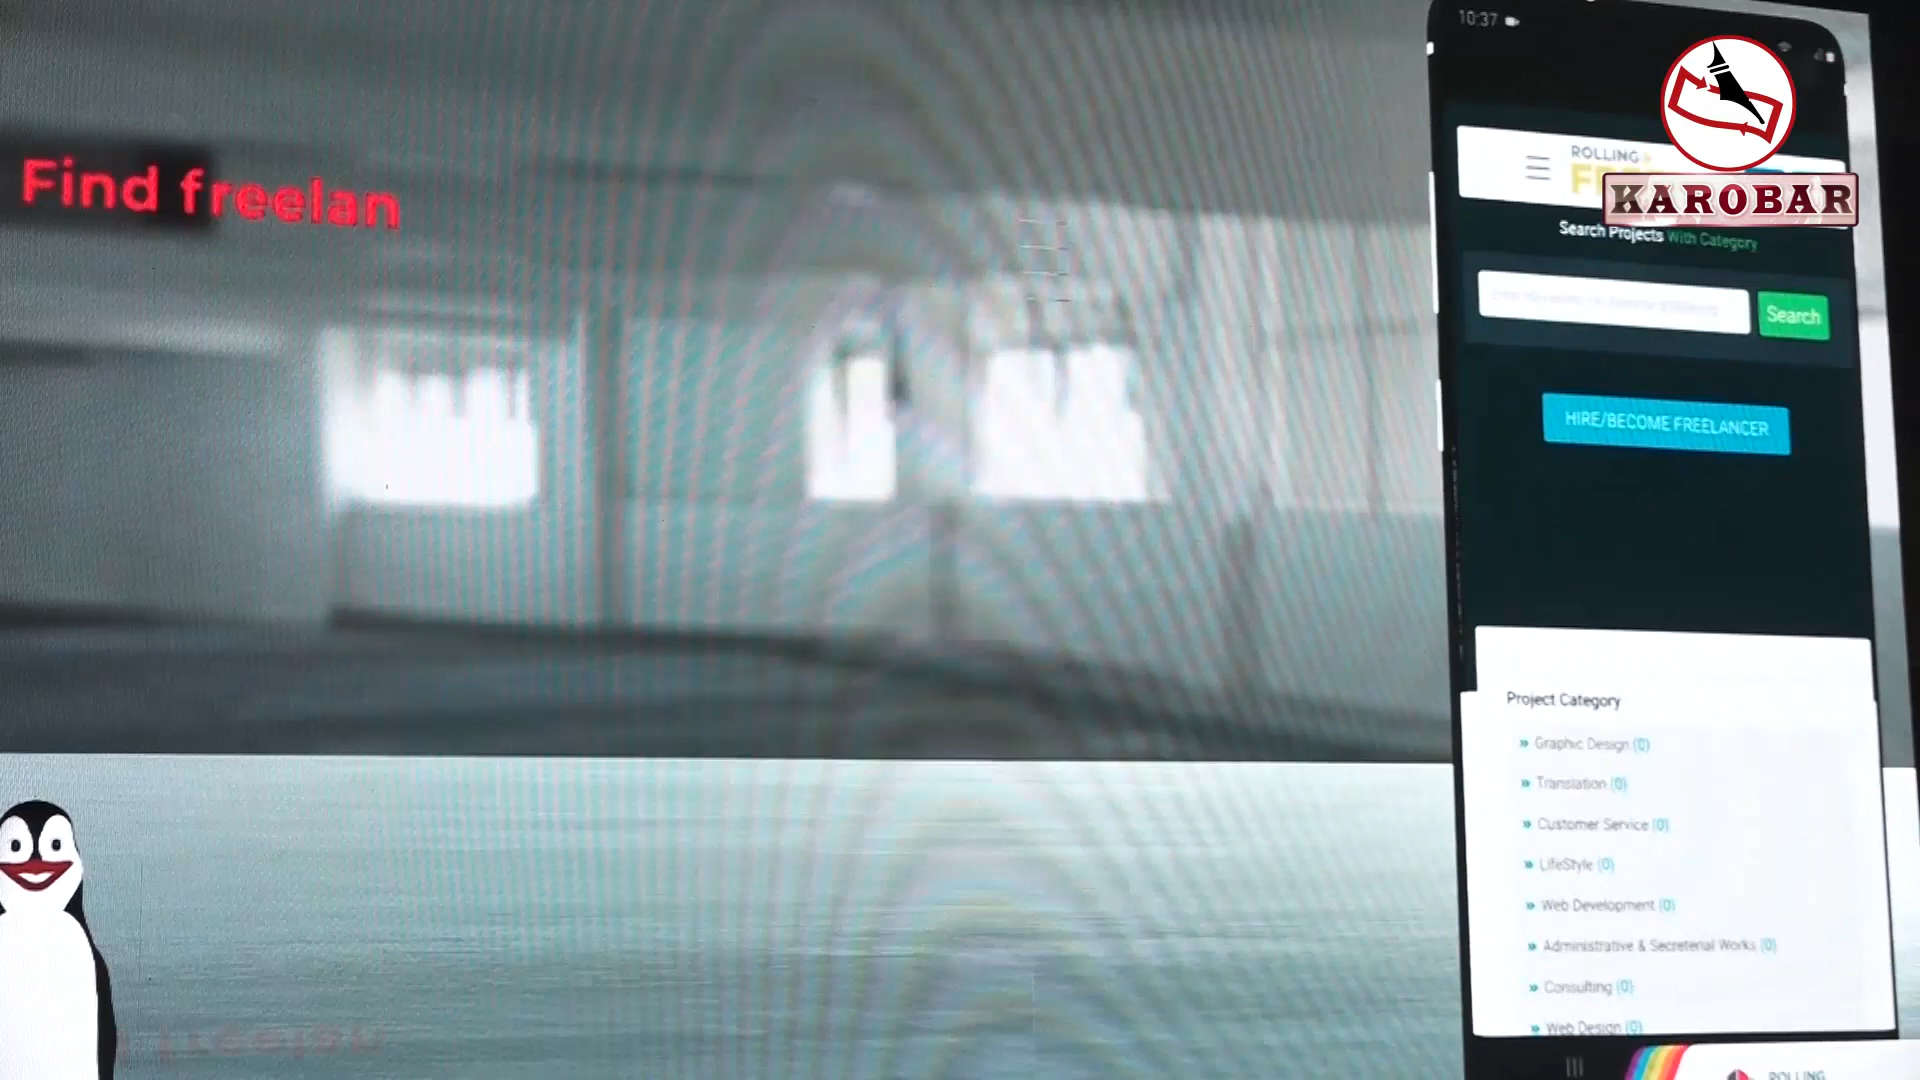 Find freelan
10:37
KAROBAR
ROLLING
Search Projects With Category
Search
HIRE/BECOME FREELANCER
Project Category
» Graphic Design (0)
» Translation (0)
» Customer Service (0)
» LifeStyle (0)
» Web Development (0)
» Administrative & Secreterial Works (0)
» Consulting (0)
» Web Design (0)
ROLLING